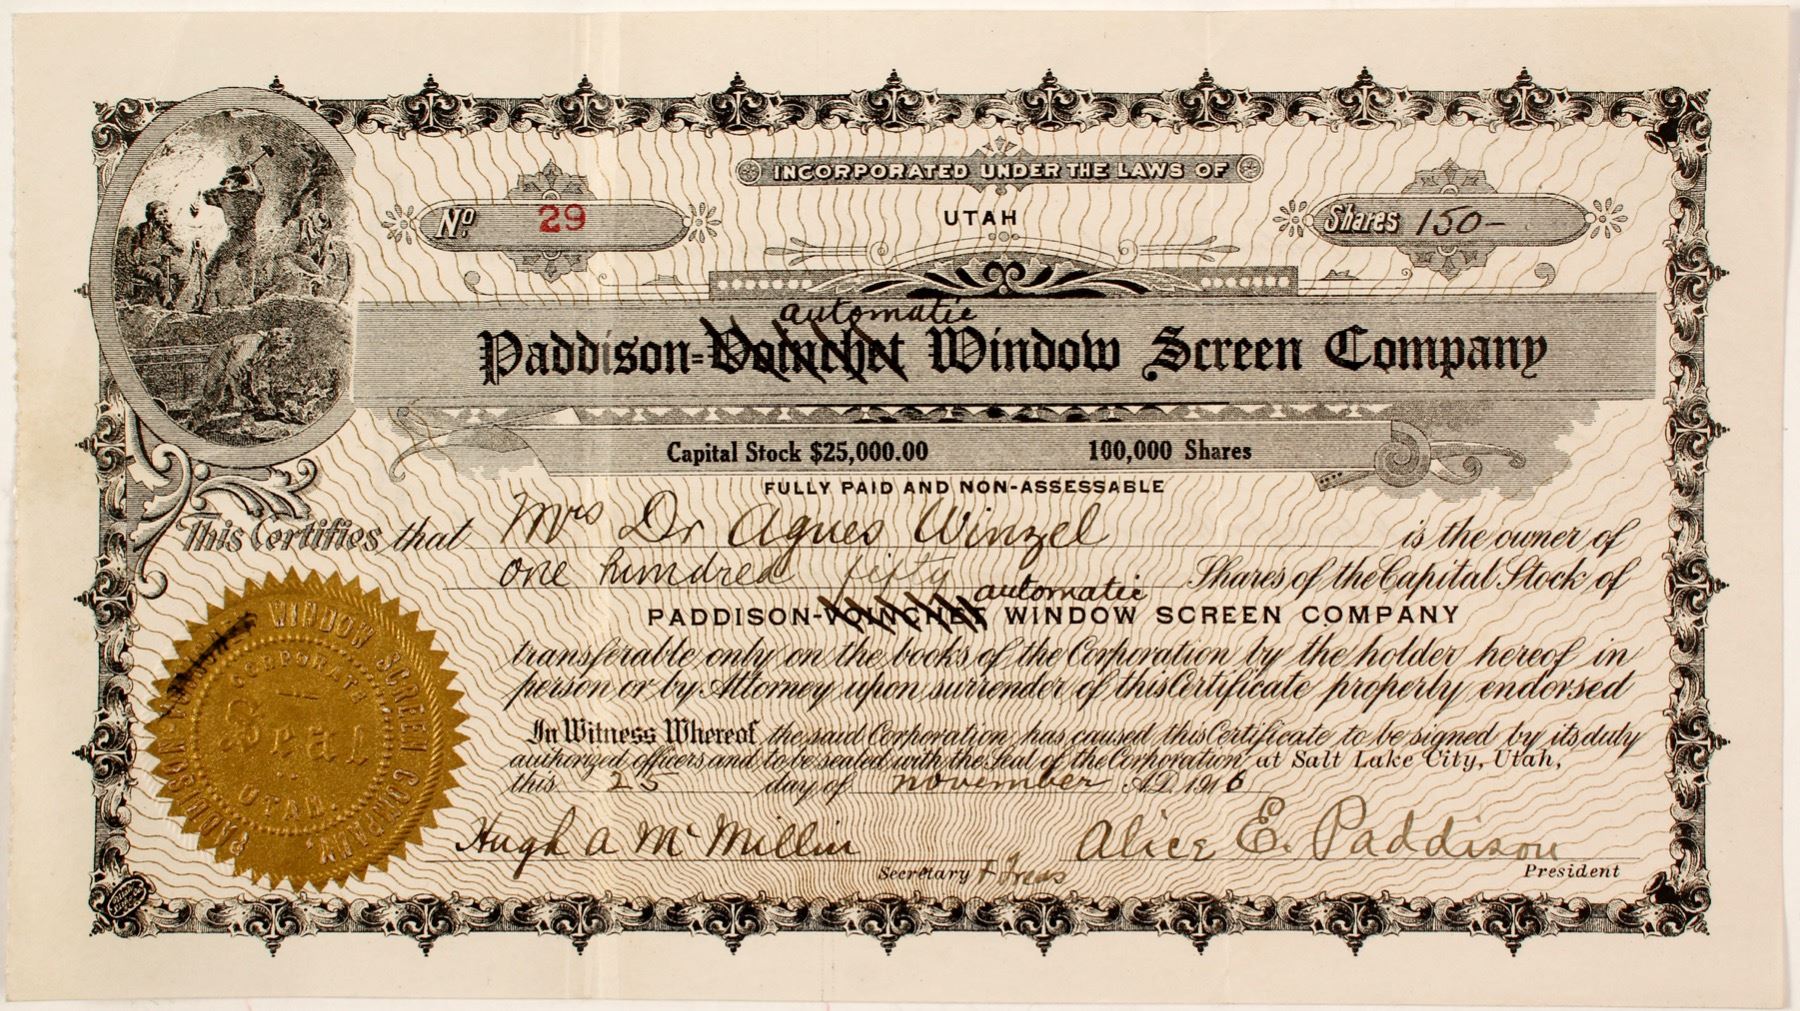 INCORPORATED UNDER THE LAWS OF
No. 29
UTAH
Shares 150-
automatic
Paddison-Voinchet Window Screen Company
Capital Stock $25,000.00 100,000 Shares
FULLY PAID AND NON-ASSESSABLE
This Certifies that Mrs Dr Agnes Winzel is the owner of
one hundred fifty Shares of the Capital Stock of
automatic
PADDISON-VOINCHET WINDOW SCREEN COMPANY
transferable only on the books of the Corporation by the holder hereof in
person or by Attorney upon surrender of this Certificate properly endorsed
In Witness Whereof, the said Corporation has caused this Certificate to be signed by its duly
authorized officers and to be sealed with the Seal of the Corporation at Salt Lake City, Utah,
this 25 day of november A.D. 1916
Hugh A McMillin Alice E. Paddison
Secretary + Treas President
PADDISON- WINDOW SCREEN COMPANY,
CORPORATE
Seal
UTAH.